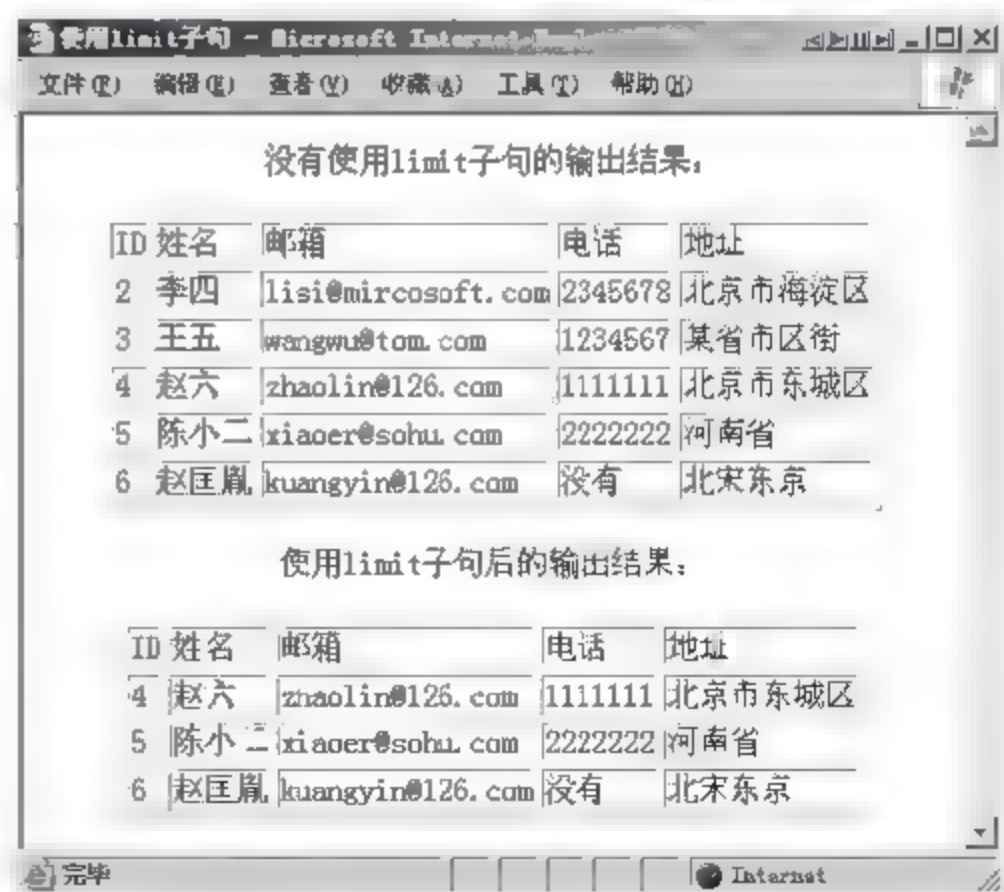 使用limit子句 - Microsoft Internet
文件(F) 编辑(E) 查看(V) 收藏(A) 工具(T) 帮助(H)
没有使用limit子句的输出结果:
ID 姓名 邮箱 电话 地址
2 李四 lisi@mircosoft.com 2345678 北京市海淀区
3 王五 wangwu@tom.com 1234567 某省市区街
4 赵六 zhaolin@126.com 1111111 北京市东城区
5 陈小二 xiaoer@sohu.com 2222222 河南省
6 赵匡胤 kuangyin@126.com 没有 北宋东京
使用limit子句后的输出结果:
ID 姓名 邮箱 电话 地址
4 赵六 zhaolin@126.com 1111111 北京市东城区
5 陈小二 xiaoer@sohu.com 2222222 河南省
6 赵匡胤 kuangyin@126.com 没有 北宋东京
完毕 Internet